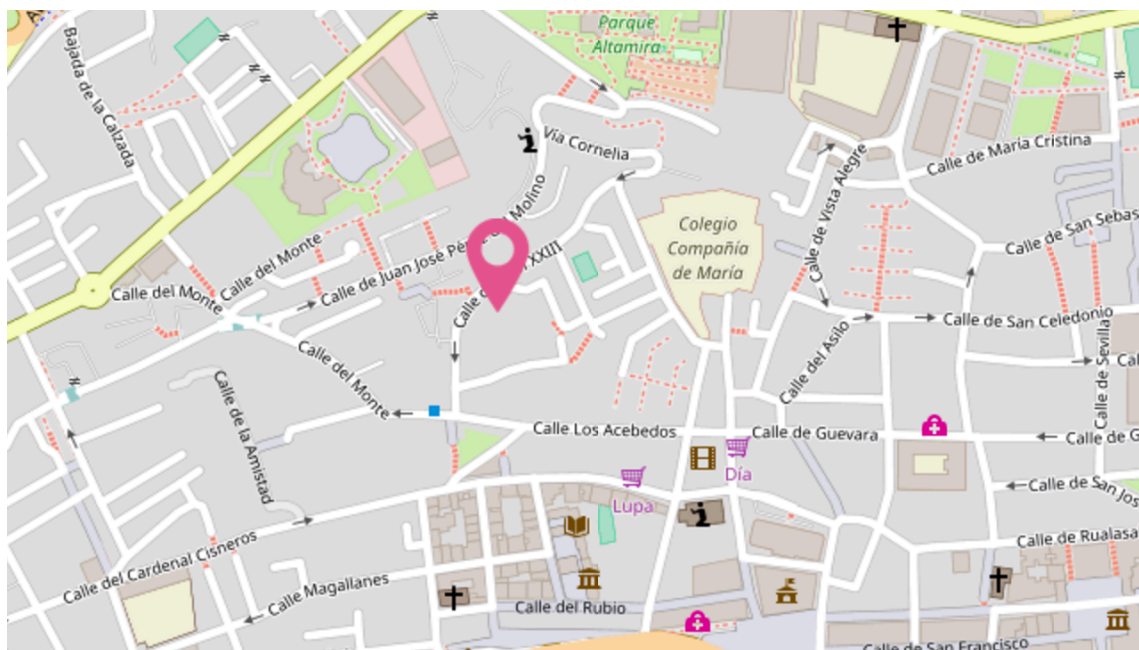 Parque
Altamira
Bajada de la Calzada
Vía Cornelia
Calle de María Cristina
Calle de Vista Alegre
Colegio
Compañía
de María
Calle de San Sebas
Calle del Monte
Calle de Juan José Pé
del Molino
XXIII
Calle del Monte
Calle
Calle de San Celedonio
Calle del Asilo
Calle de Sevilla
Cal
Calle del Monte
Calle de la Amistad
Calle Los Acebedos
Calle de Guevara
Calle de G
Día
Lupa
Calle de San Jos
Calle del Cardenal Cisneros
Calle de Rualasa
Calle Magallanes
Calle del Rubio
Calle de San Francisco